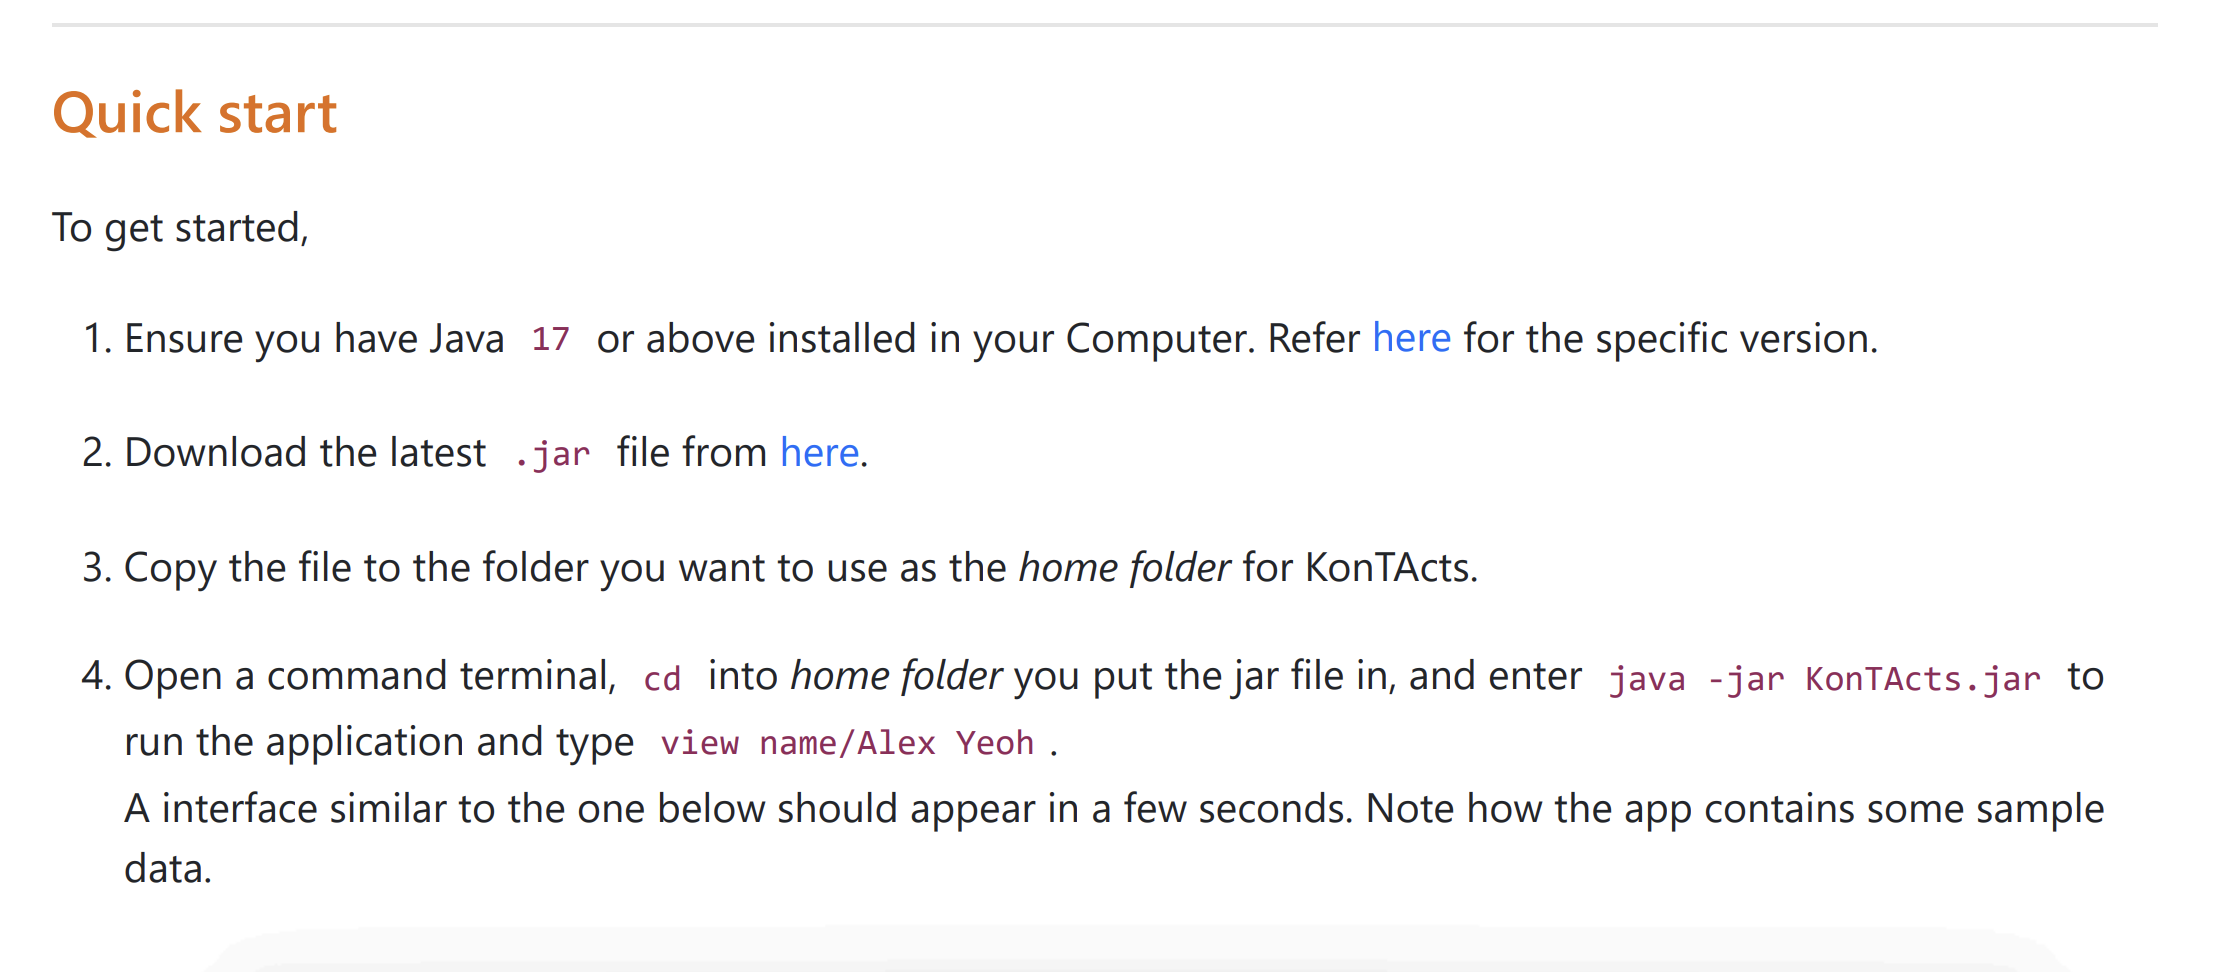 Quick start
To get started,
1. Ensure you have Java 17 or above installed in your Computer. Refer here for the specific version.
2. Download the latest .jar file from here.
3. Copy the file to the folder you want to use as the home folder for KonTActs.
4. Open a command terminal, cd into home folder you put the jar file in, and enter java -jar KonTActs.jar to
run the application and type view name/Alex Yeoh .
A interface similar to the one below should appear in a few seconds. Note how the app contains some sample
data.